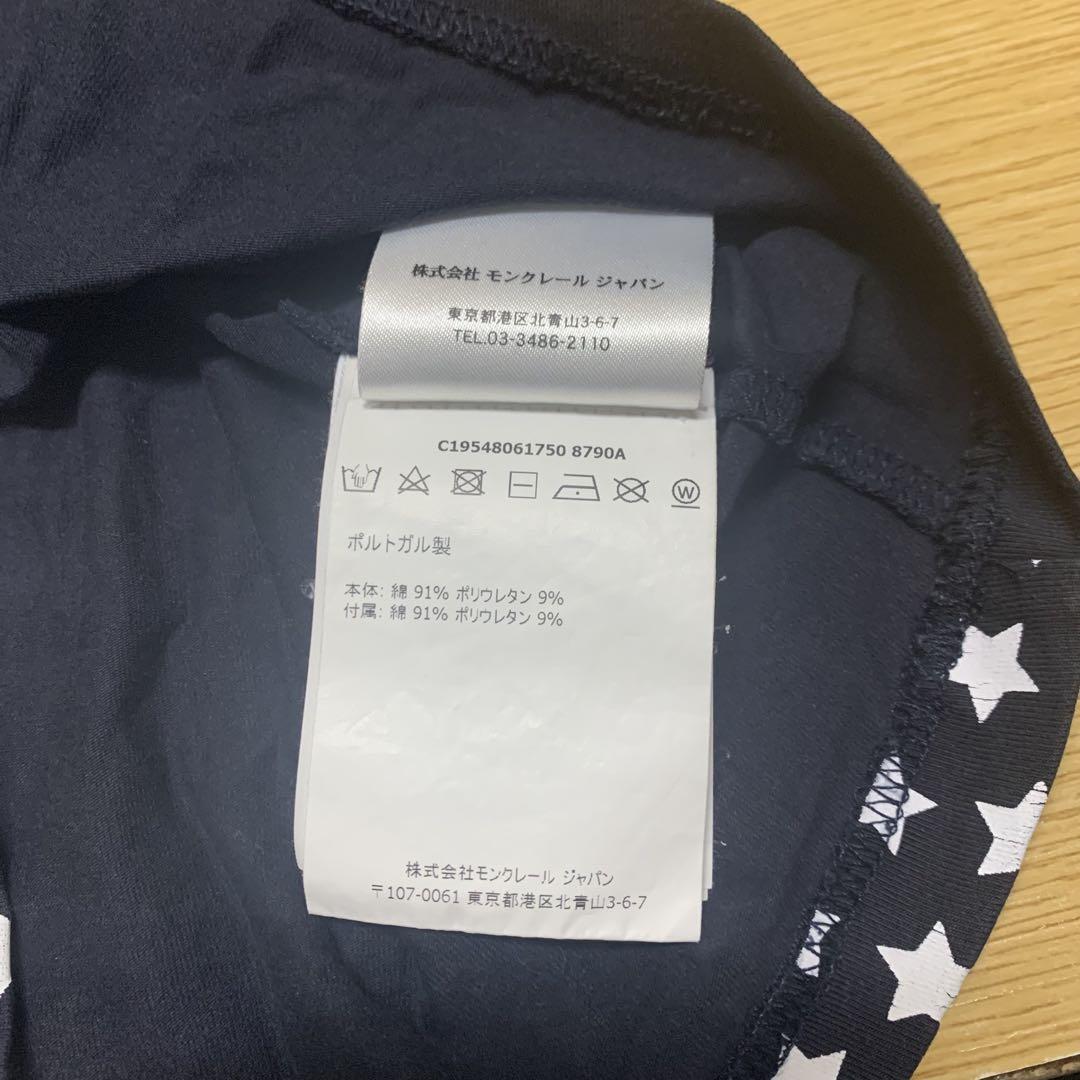 株式会社 モンクレール ジャパン
東京都港区北青山3-6-7
TEL.03-3486-2110
C19548061750 8790A
W
ポルトガル製
本体: 綿 91% ポリウレタン 9%
付属: 綿 91% ポリウレタン 9%
株式会社モンクレール ジャパン
〒107-0061 東京都港区北青山3-6-7